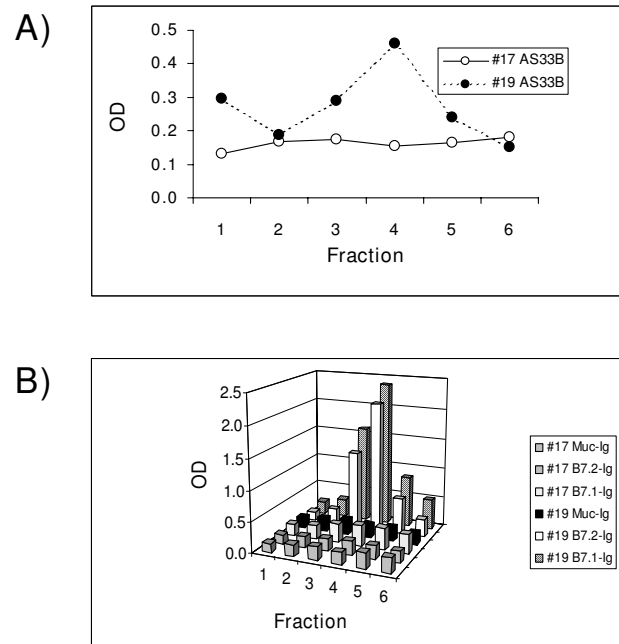 A)
0.5
0.4
0.3
0.2
0.1
0.0
OD
#17 AS33B
#19 AS33B
1 2 3 4 5 6
Fraction
B)
2.5
2.0
1.5
1.0
0.5
0.0
OD
1 2 3 4 5 6
Fraction
#17 Muc-Ig
#17 B7.2-Ig
#17 B7.1-Ig
#19 Muc-Ig
#19 B7.2-Ig
#19 B7.1-Ig